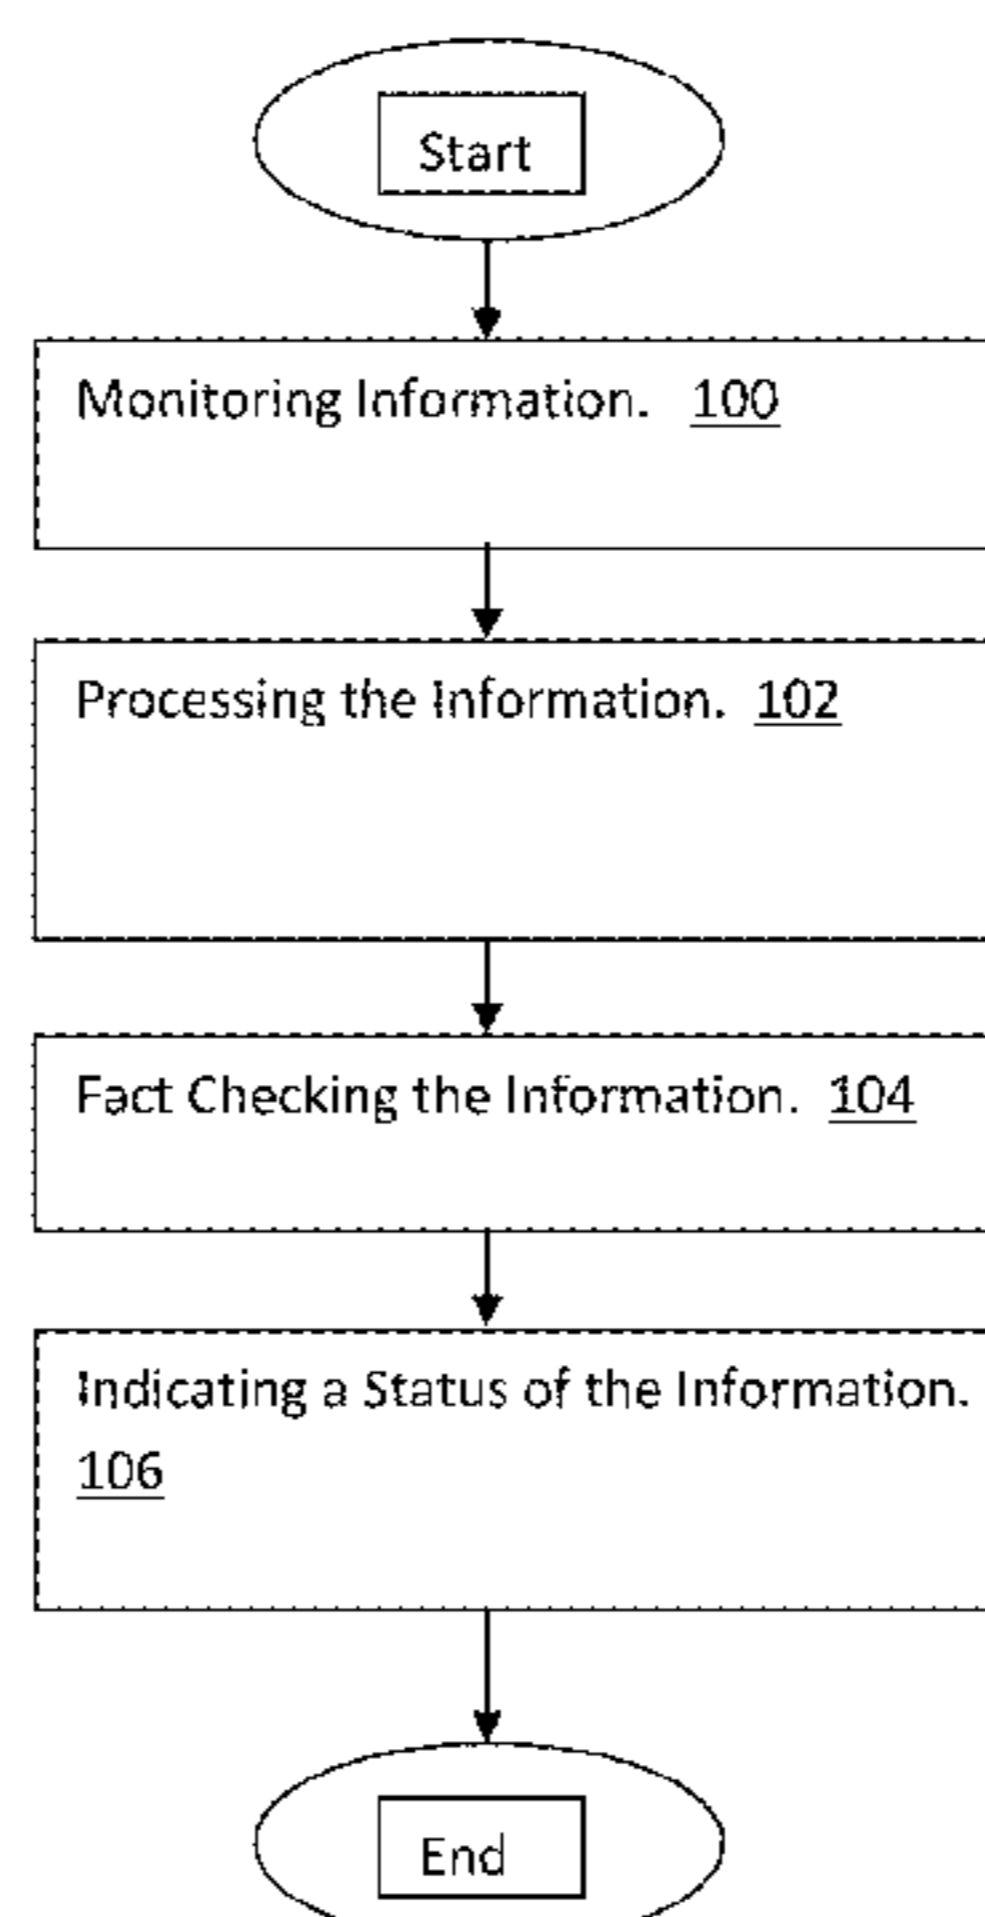 Start
Monitoring Information. 100
Processing the Information. 102
Fact Checking the Information. 104
Indicating a Status of the Information.
106
End